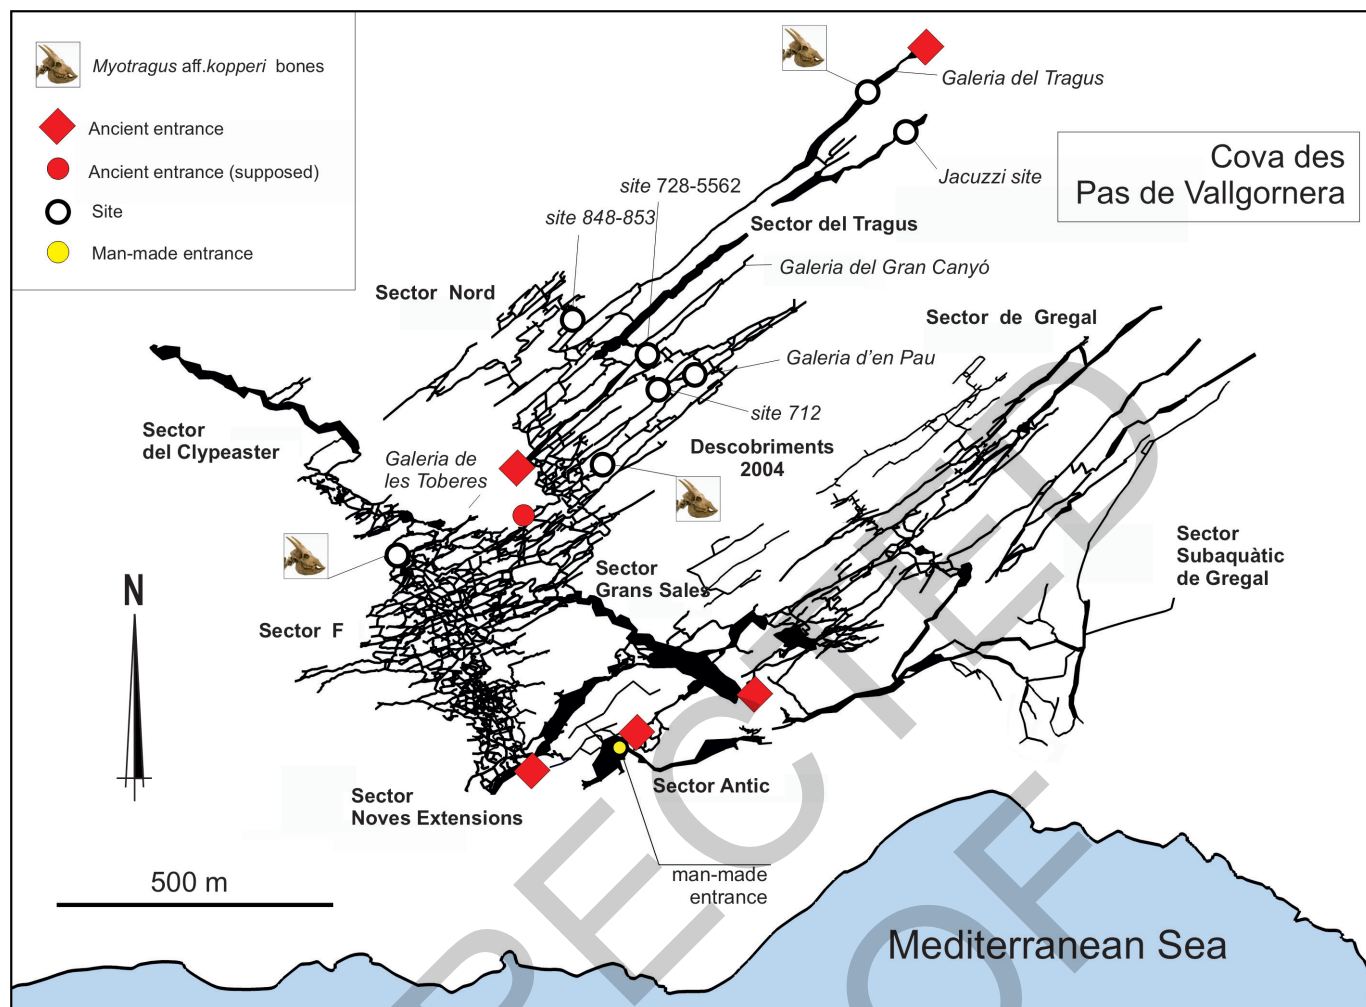 Myotragus aff.kopperi bones
Ancient entrance
Ancient entrance (supposed)
Site
Man-made entrance
Galeria del Tragus
Cova des
Pas de Vallgornera
Jacuzzi site
site 728-5562
site 848-853
Sector del Tragus
Galeria del Gran Canyó
Sector Nord
Sector de Gregal
Galeria d'en Pau
site 712
Sector
del Clypeaster
Descobriments
2004
Galeria de
les Toberes
Sector
Subaquàtic
de Gregal
Sector
Grans Sales
N
Sector F
Sector Antic
Sector
Noves Extensions
man-made
entrance
500 m
Mediterranean Sea
PECTED
OF